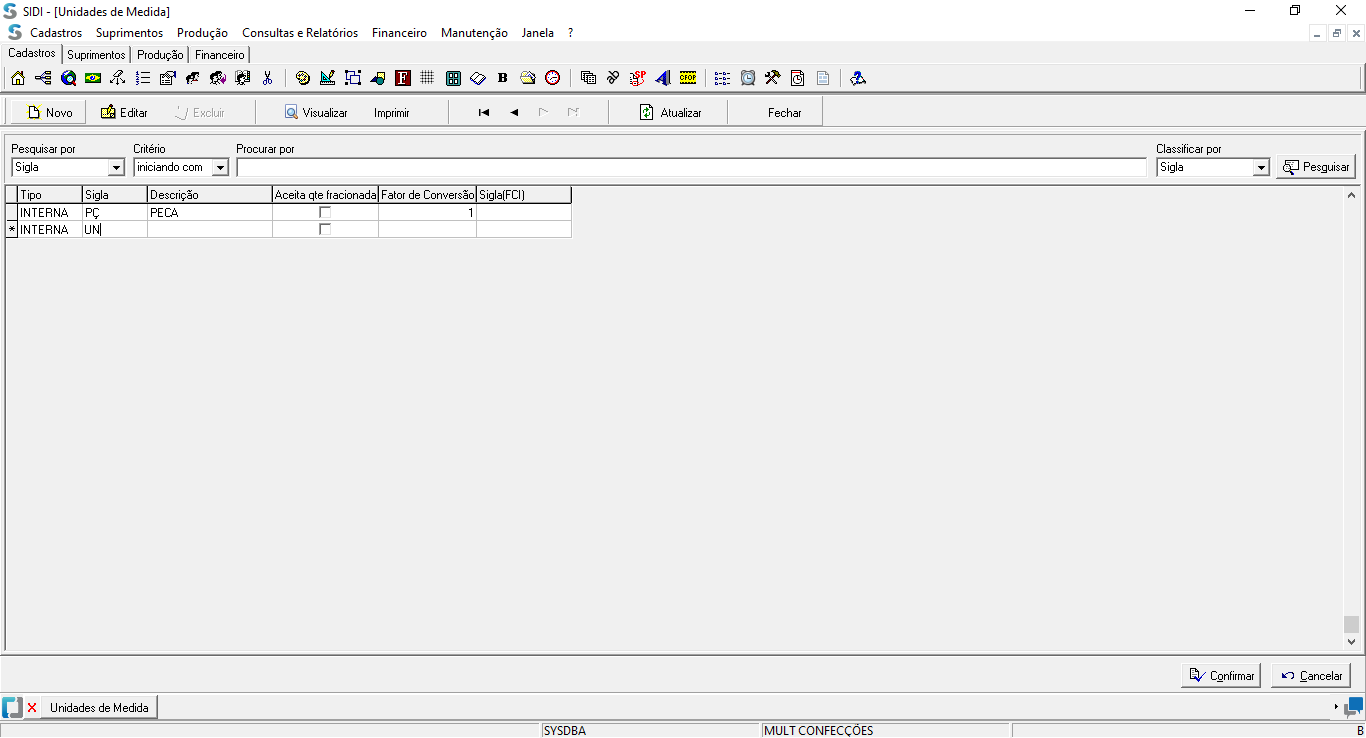 SIDI - [Unidades de Medida]
Cadastros Suprimentos Produção Consultas e Relatórios Financeiro Manutenção Janela ?
Cadastros Suprimentos Produção Financeiro
F B SP CFOP
Novo Editar Excluir Visualizar Imprimir Atualizar Fechar
Pesquisar por Critério Procurar por Classificar por
Sigla iniciando com Sigla Pesquisar
Tipo Sigla Descrição Aceita qte fracionada Fator de Conversão Sigla(FCI)
INTERNA PÇ PECA 1
* INTERNA UN
Confirmar Cancelar
Unidades de Medida
SYSDBA MULT CONFECÇÕES B